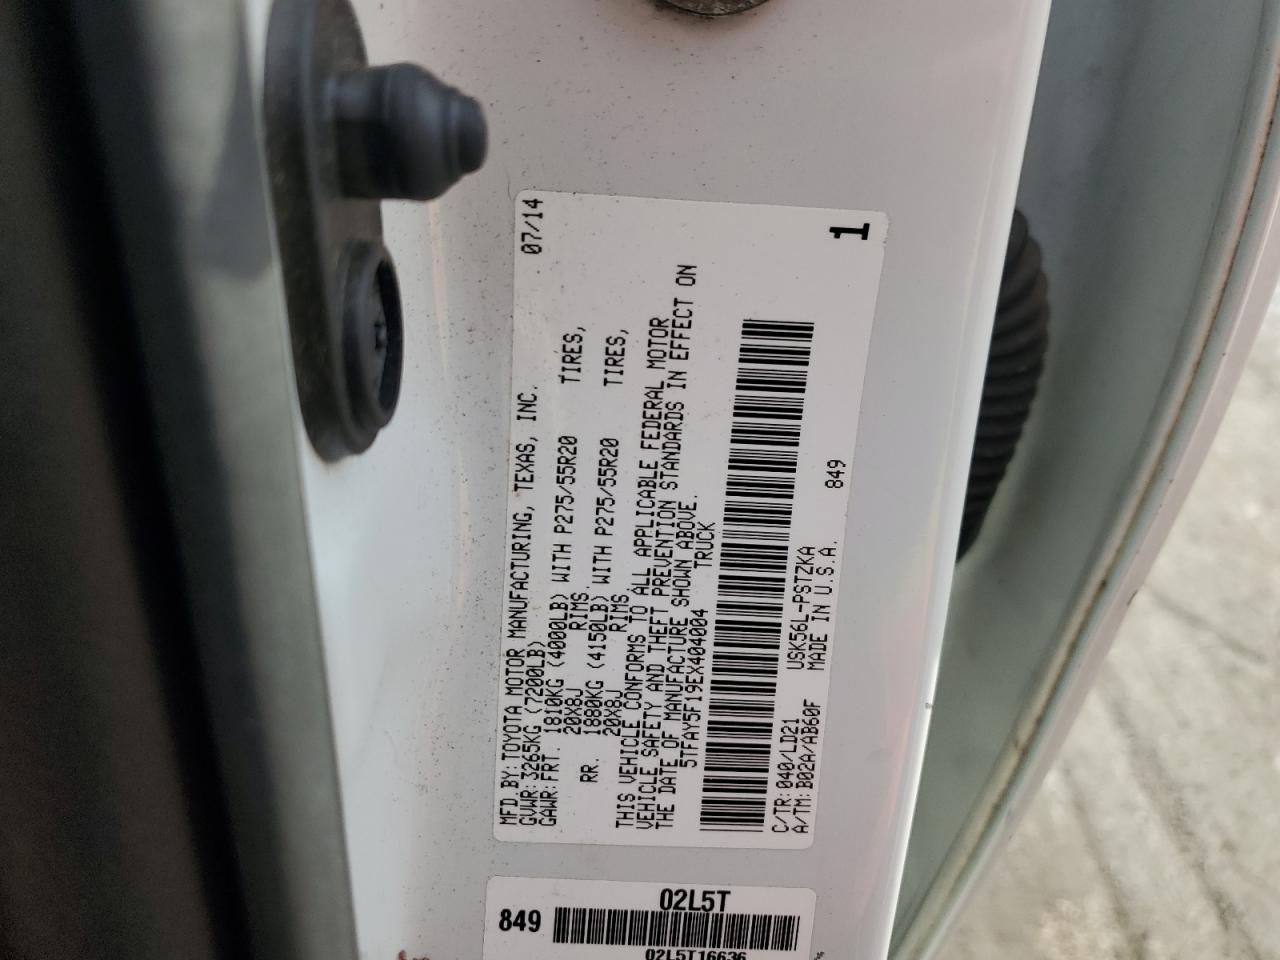 MFD. BY: TOYOTA MOTOR MANUFACTURING, TEXAS, INC. 07/14
GVWR: 3265KG (7200LB)
GAWR: FRT. 1810KG (4000LB) WITH P275/55R20 TIRES,
20X8J RIMS.
RR. 1880KG (4150LB) WITH P275/55R20 TIRES,
20X8J RIMS.
THIS VEHICLE CONFORMS TO ALL APPLICABLE FEDERAL MOTOR
VEHICLE SAFETY AND THEFT PREVENTION STANDARDS IN EFFECT ON
THE DATE OF MANUFACTURE SHOWN ABOVE.
5TFAY5F19EX404004 TRUCK
C/TR: 040/LD21 USK56L-PSTZKA
A/TM: B02A/AB60F MADE IN U.S.A. 849
1
02L5T
849
02L5T16636